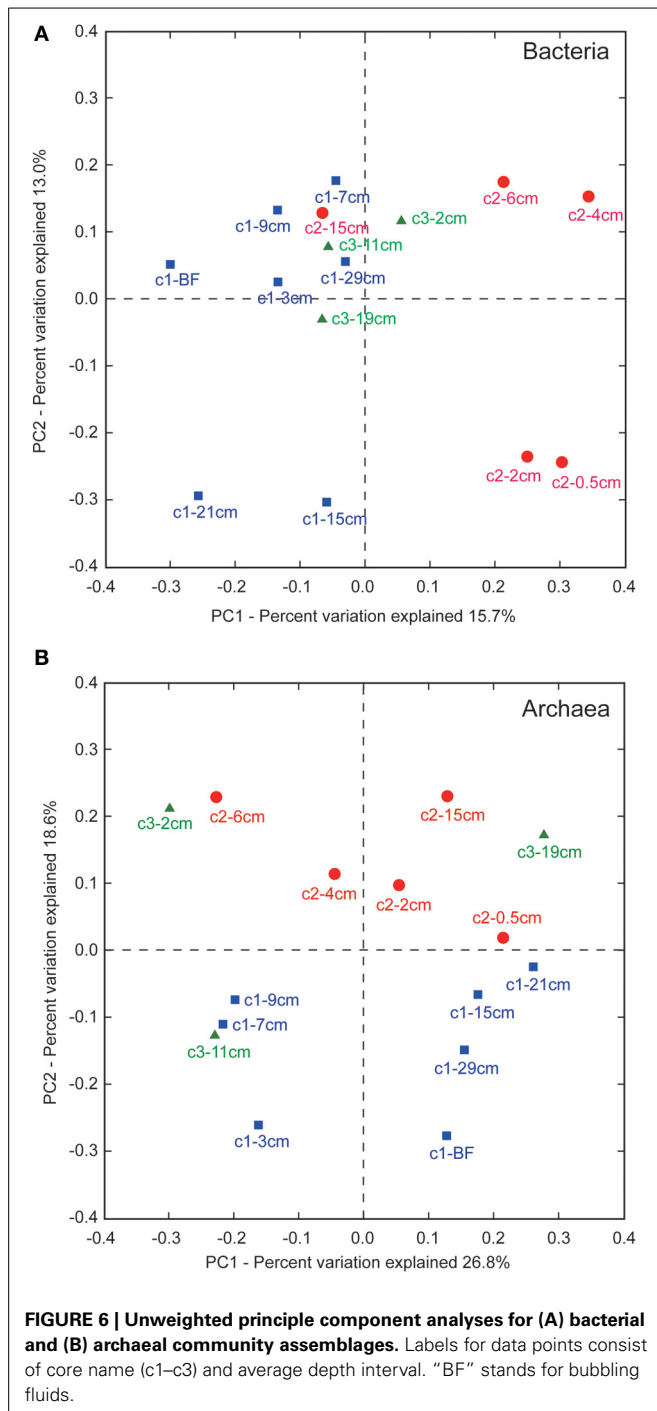 A
Bacteria
0.4
0.3
0.2
0.1
0.0
-0.1
-0.2
-0.3
-0.4
PC2 - Percent variation explained 13.0%
c1-7cm
c2-6cm
c2-4cm
c1-9cm
c2-15cm
c3-2cm
c3-11cm
c1-BF
c1-29cm
c1-3cm
c3-19cm
c2-2cm
c2-0.5cm
c1-21cm
c1-15cm
-0.4 -0.3 -0.2 -0.1 0.0 0.1 0.2 0.3 0.4
PC1 - Percent variation explained 15.7%
B
Archaea
0.4
0.3
0.2
0.1
0.0
-0.1
-0.2
-0.3
-0.4
PC2 - Percent variation explained 18.6%
c3-2cm
c2-6cm
c2-15cm
c3-19cm
c2-4cm
c2-2cm
c2-0.5cm
c1-21cm
c1-9cm
c1-7cm
c1-15cm
c3-11cm
c1-29cm
c1-3cm
c1-BF
-0.4 -0.3 -0.2 -0.1 0.0 0.1 0.2 0.3 0.4
PC1 - Percent variation explained 26.8%
FIGURE 6 | Unweighted principle component analyses for (A) bacterial
and (B) archaeal community assemblages. Labels for data points consist
of core name (c1–c3) and average depth interval. "BF" stands for bubbling
fluids.